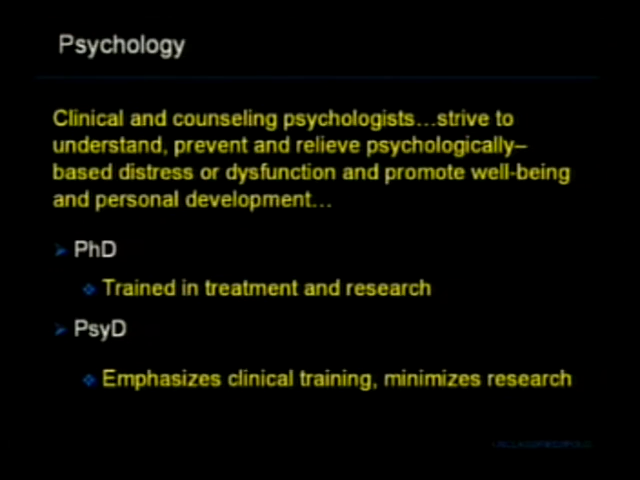 Psychology
Clinical and counseling psychologists…strive to
understand, prevent and relieve psychologically–
based distress or dysfunction and promote well-being
and personal development…
PhD
Trained in treatment and research
PsyD
Emphasizes clinical training, minimizes research